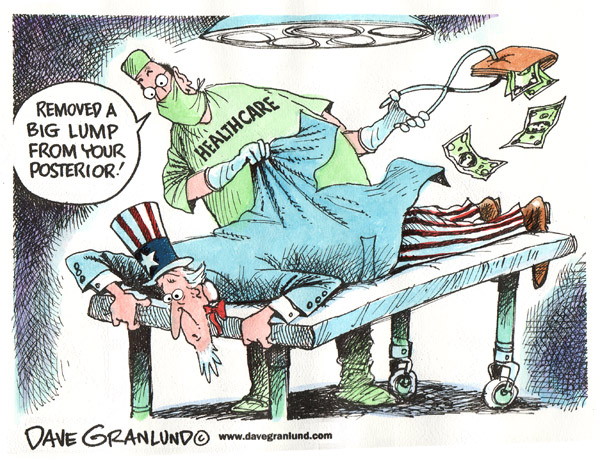 REMOVED A
BIG LUMP
FROM YOUR
POSTERIOR!
HEALTHCARE
DAVE GRANLUND© www.davegranlund.com